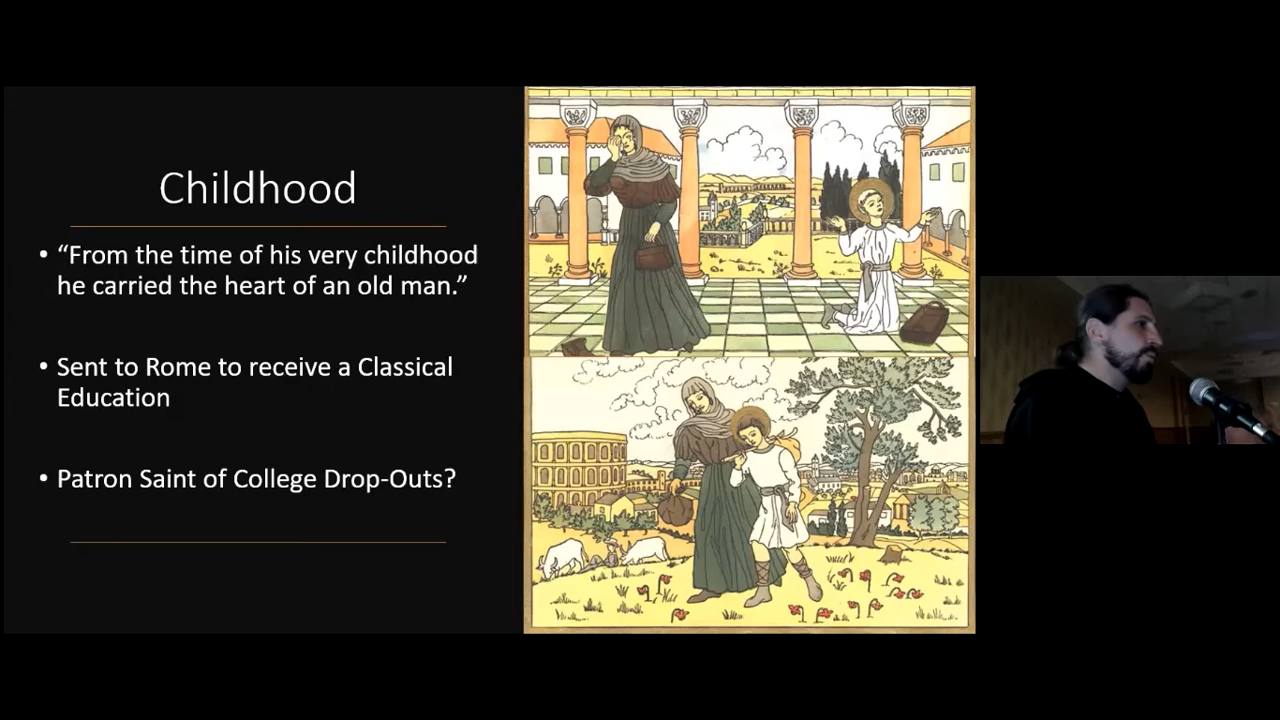 Childhood
• “From the time of his very childhood
he carried the heart of an old man.”
• Sent to Rome to receive a Classical
Education
• Patron Saint of College Drop-Outs?